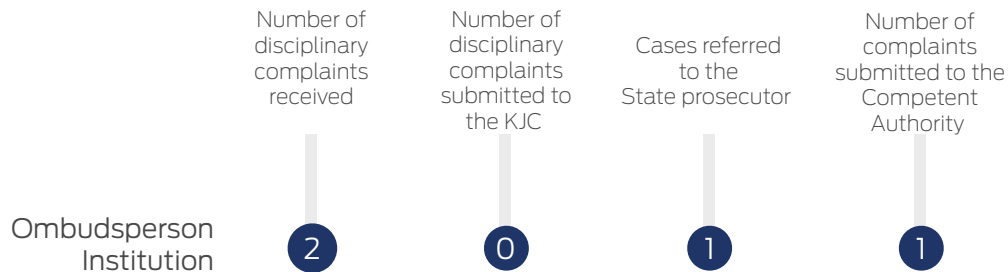 Number of
disciplinary
complaints
received
Number of
disciplinary
complaints
submitted to
the KJC
Cases referred
to the
State prosecutor
Number of
complaints
submitted to the
Competent
Authority
Ombudsperson
Institution
2
0
1
1